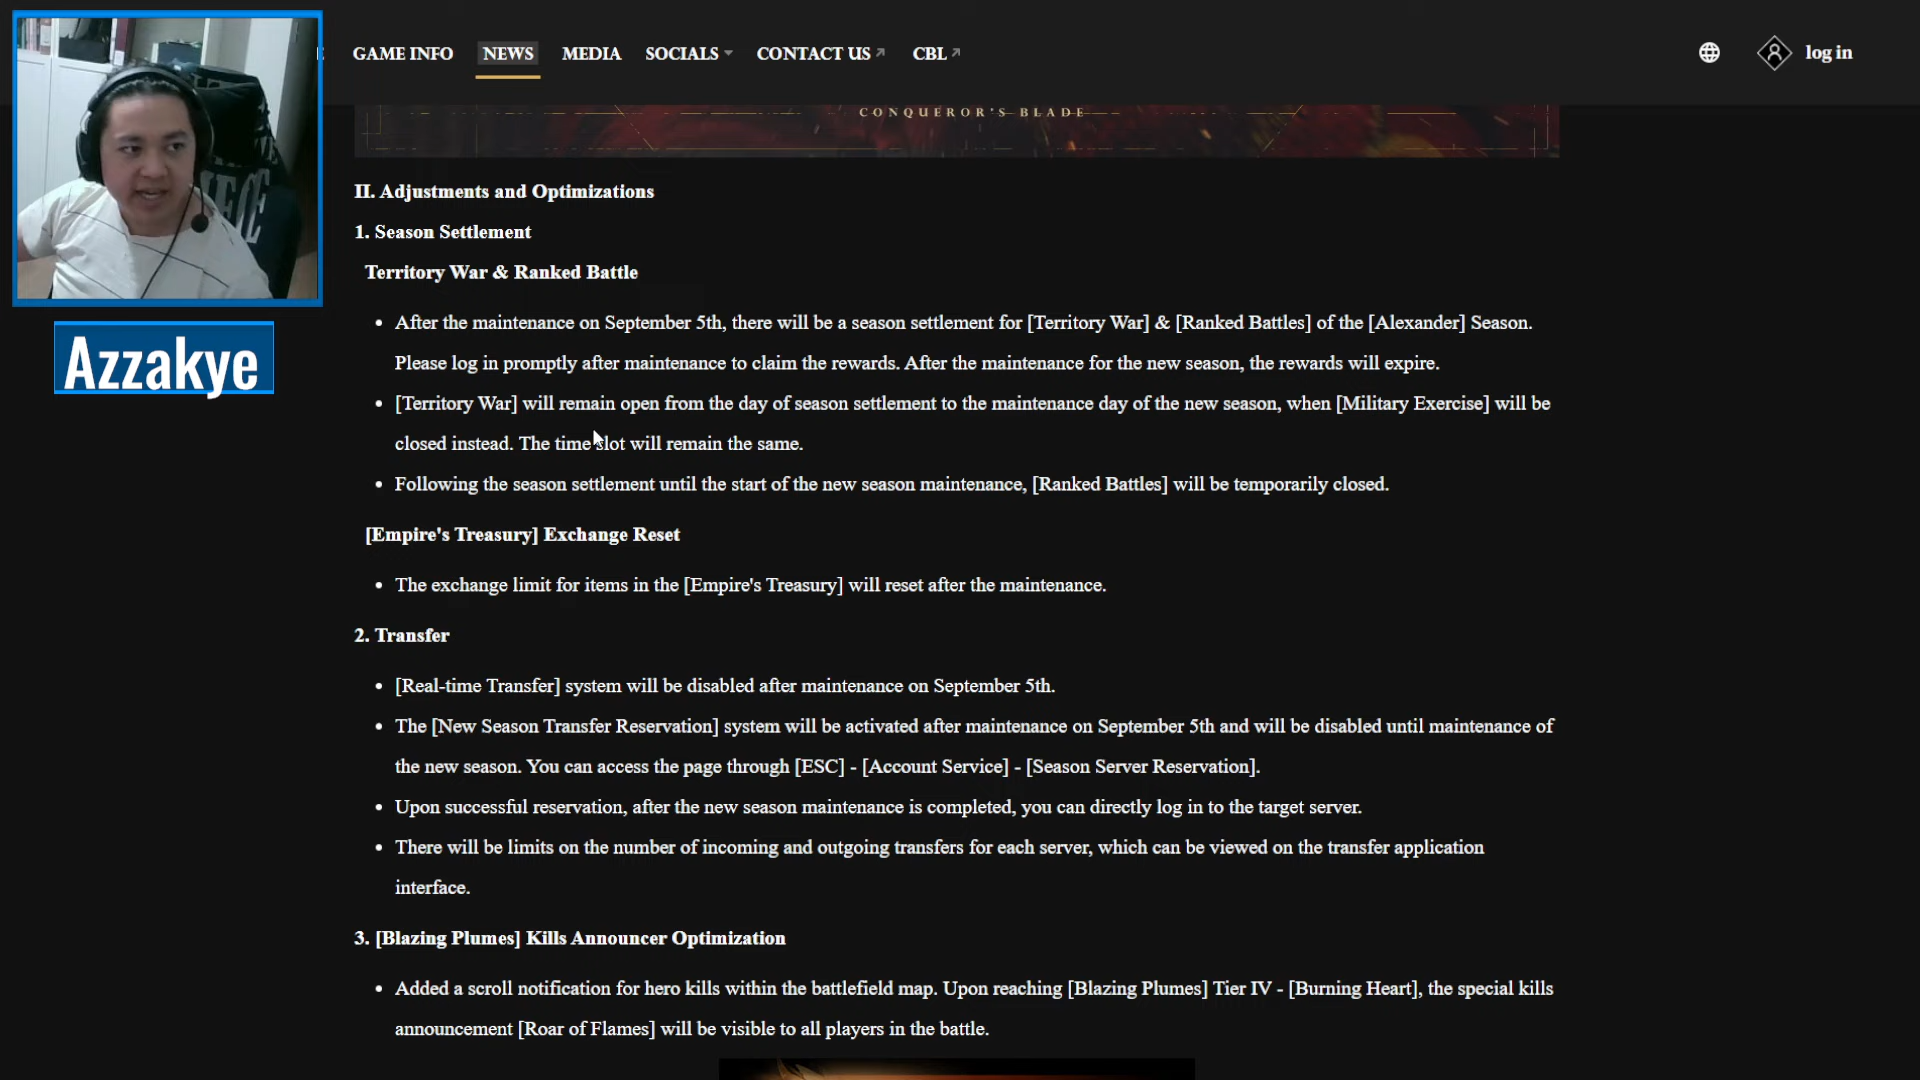 GAME INFO NEWS MEDIA SOCIALS CONTACT US CBL log in
CONQUEROR'S BLADE
Azzakye
II. Adjustments and Optimizations
1. Season Settlement
Territory War & Ranked Battle
• After the maintenance on September 5th, there will be a season settlement for [Territory War] & [Ranked Battles] of the [Alexander] Season.
Please log in promptly after maintenance to claim the rewards. After the maintenance for the new season, the rewards will expire.
• [Territory War] will remain open from the day of season settlement to the maintenance day of the new season, when [Military Exercise] will be
closed instead. The time slot will remain the same.
• Following the season settlement until the start of the new season maintenance, [Ranked Battles] will be temporarily closed.
[Empire's Treasury] Exchange Reset
• The exchange limit for items in the [Empire's Treasury] will reset after the maintenance.
2. Transfer
• [Real-time Transfer] system will be disabled after maintenance on September 5th.
• The [New Season Transfer Reservation] system will be activated after maintenance on September 5th and will be disabled until maintenance of
the new season. You can access the page through [ESC] - [Account Service] - [Season Server Reservation].
• Upon successful reservation, after the new season maintenance is completed, you can directly log in to the target server.
• There will be limits on the number of incoming and outgoing transfers for each server, which can be viewed on the transfer application
interface.
3. [Blazing Plumes] Kills Announcer Optimization
• Added a scroll notification for hero kills within the battlefield map. Upon reaching [Blazing Plumes] Tier IV - [Burning Heart], the special kills
announcement [Roar of Flames] will be visible to all players in the battle.